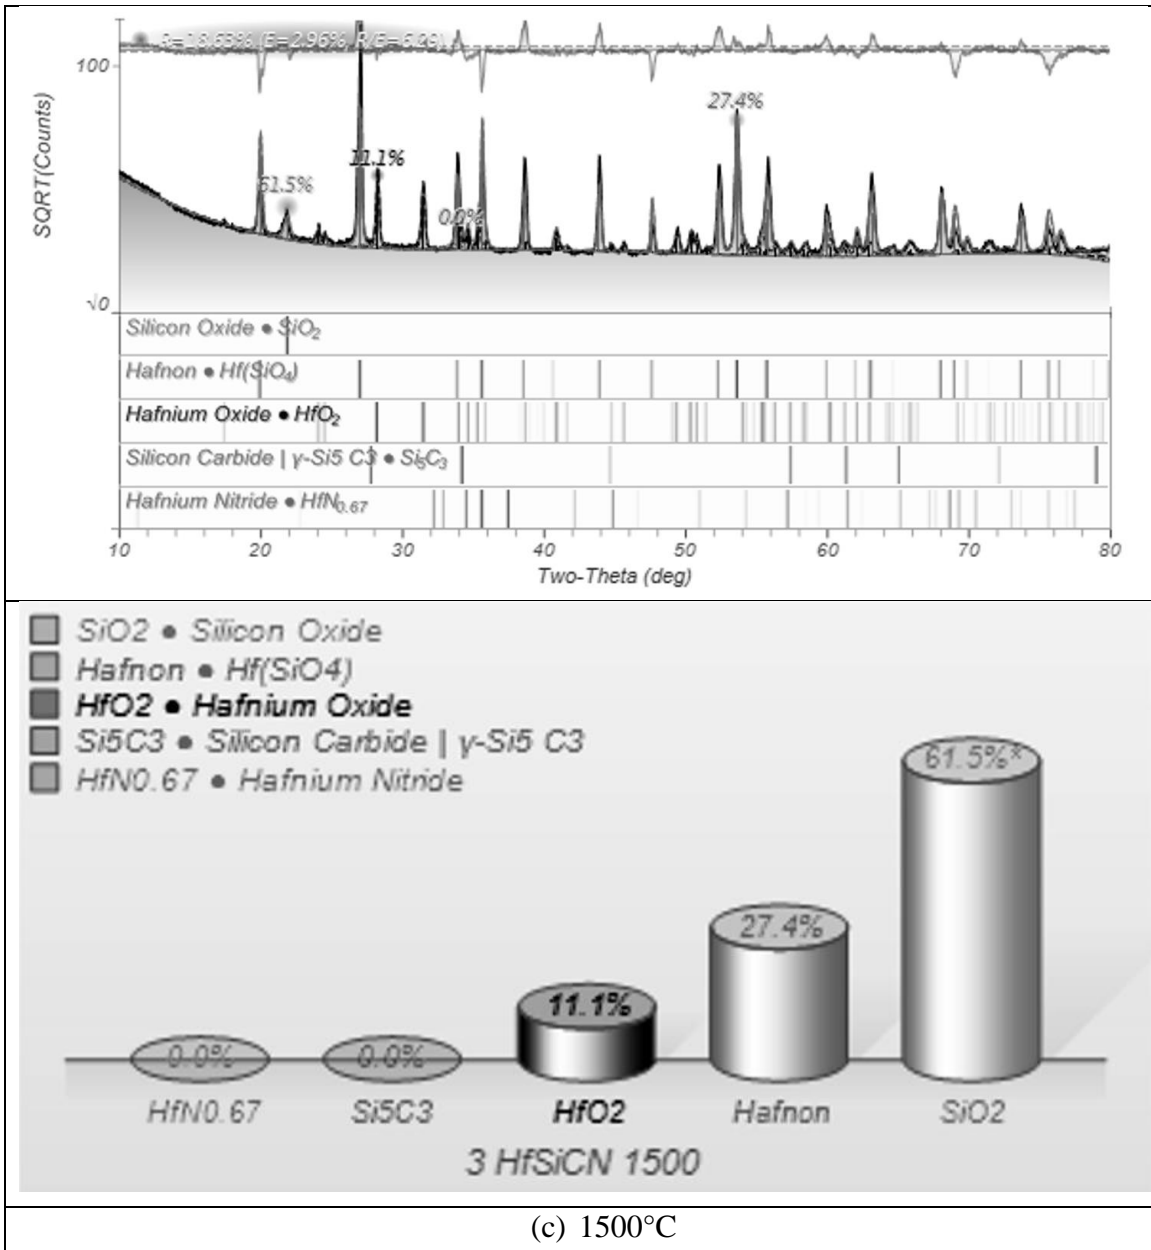 R=18.63% (E=2.96%, R/E=6.29)
100
SQRT(Counts)
27.4%
11.1%
61.5%
0.0%
√0
Silicon Oxide ● SiO2
Hafnon ● Hf(SiO4)
Hafnium Oxide ● HfO2
Silicon Carbide | γ-Si5 C3 ● Si5C3
Hafnium Nitride ● HfN0.67
10 20 30 40 50 60 70 80
Two-Theta (deg)
SiO2 ● Silicon Oxide
Hafnon ● Hf(SiO4)
HfO2 ● Hafnium Oxide
Si5C3 ● Silicon Carbide | γ-Si5 C3
HfN0.67 ● Hafnium Nitride
61.5%*
27.4%
11.1%
0.0% 0.0%
HfN0.67 Si5C3 HfO2 Hafnon SiO2
3 HfSiCN 1500
(c) 1500°C